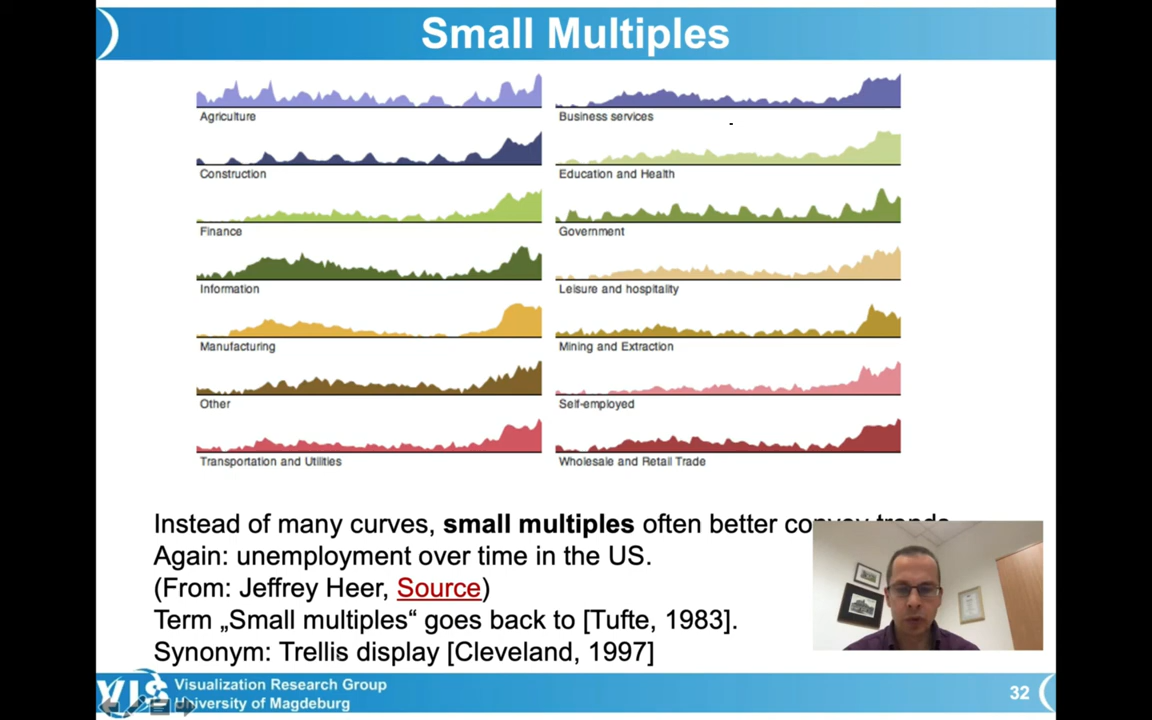 Small Multiples
Agriculture
Business services
Construction
Education and Health
Finance
Government
Information
Leisure and hospitality
Manufacturing
Mining and Extraction
Other
Self-employed
Transportation and Utilities
Wholesale and Retail Trade
Instead of many curves, small multiples often better convey trends
Again: unemployment over time in the US.
(From: Jeffrey Heer, Source)
Term „Small multiples“ goes back to [Tufte, 1983].
Synonym: Trellis display [Cleveland, 1997]
VIS Visualization Research Group
University of Magdeburg
32